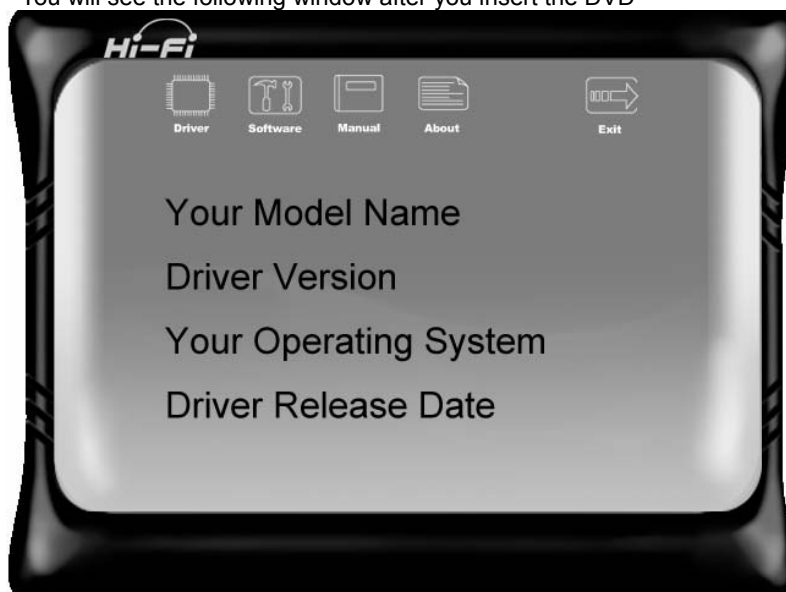 You will see the following window after you insert the DVD
Hi-Fi
Driver Software Manual About Exit
Your Model Name
Driver Version
Your Operating System
Driver Release Date